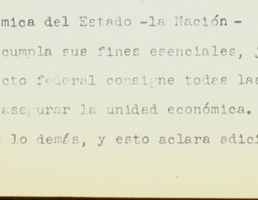 mica del Estado -la Nación -
cumpla sus fines esenciales,
cto federal consigne todas las
asegurar la unidad económica.
lo demás, y esto aclara edici